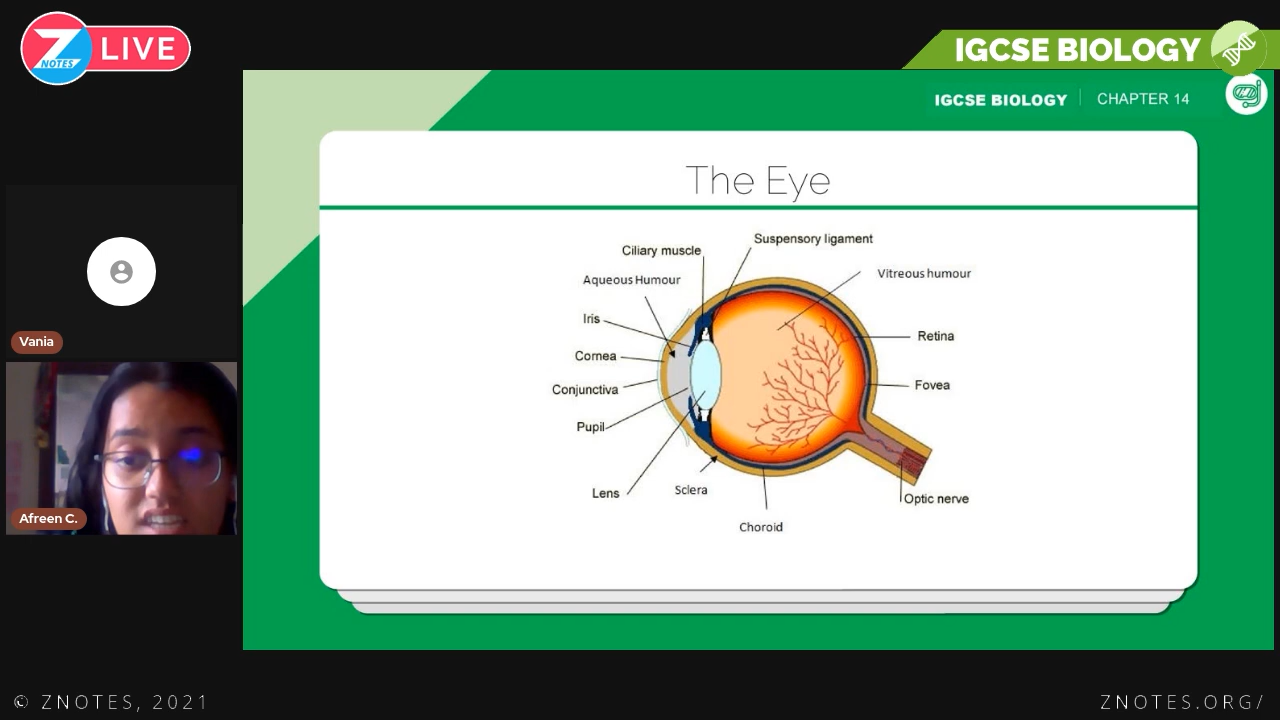 Z
NOTES
LIVE
IGCSE BIOLOGY
IGCSE BIOLOGY | CHAPTER 14
The Eye
Suspensory ligament
Ciliary muscle
Vitreous humour
Aqueous Humour
Iris
Retina
Cornea
Fovea
Conjunctiva
Pupil
Lens
Sclera
Optic nerve
Choroid
Vania
Afreen C.
© ZNOTES, 2021
ZNOTES.ORG/